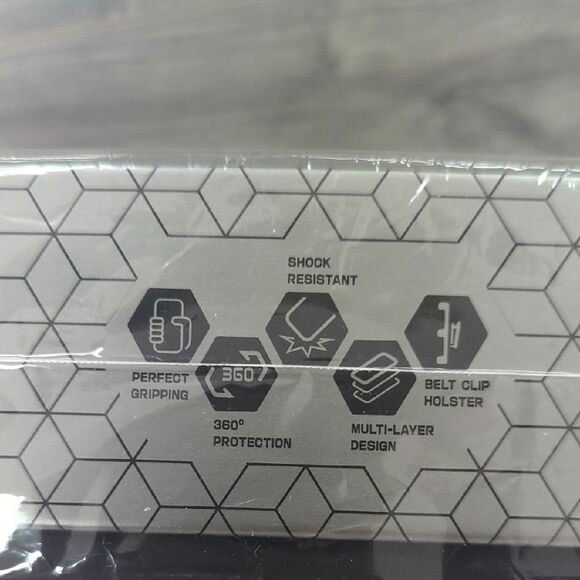 SHOCK
RESISTANT
PERFECT
GRIPPING
360°
360°
PROTECTION
MULTI-LAYER
DESIGN
BELT CLIP
HOLSTER